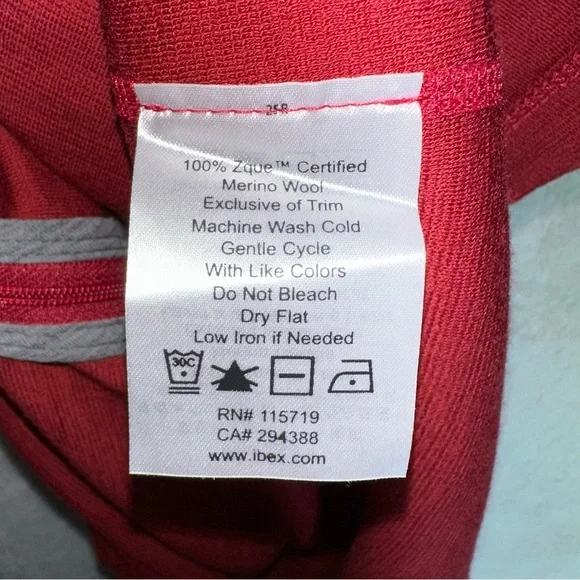 100% Zque™ Certified
Merino Wool
Exclusive of Trim
Machine Wash Cold
Gentle Cycle
With Like Colors
Do Not Bleach
Dry Flat
Low Iron if Needed
30C
RN# 115719
CA# 294388
www.ibex.com